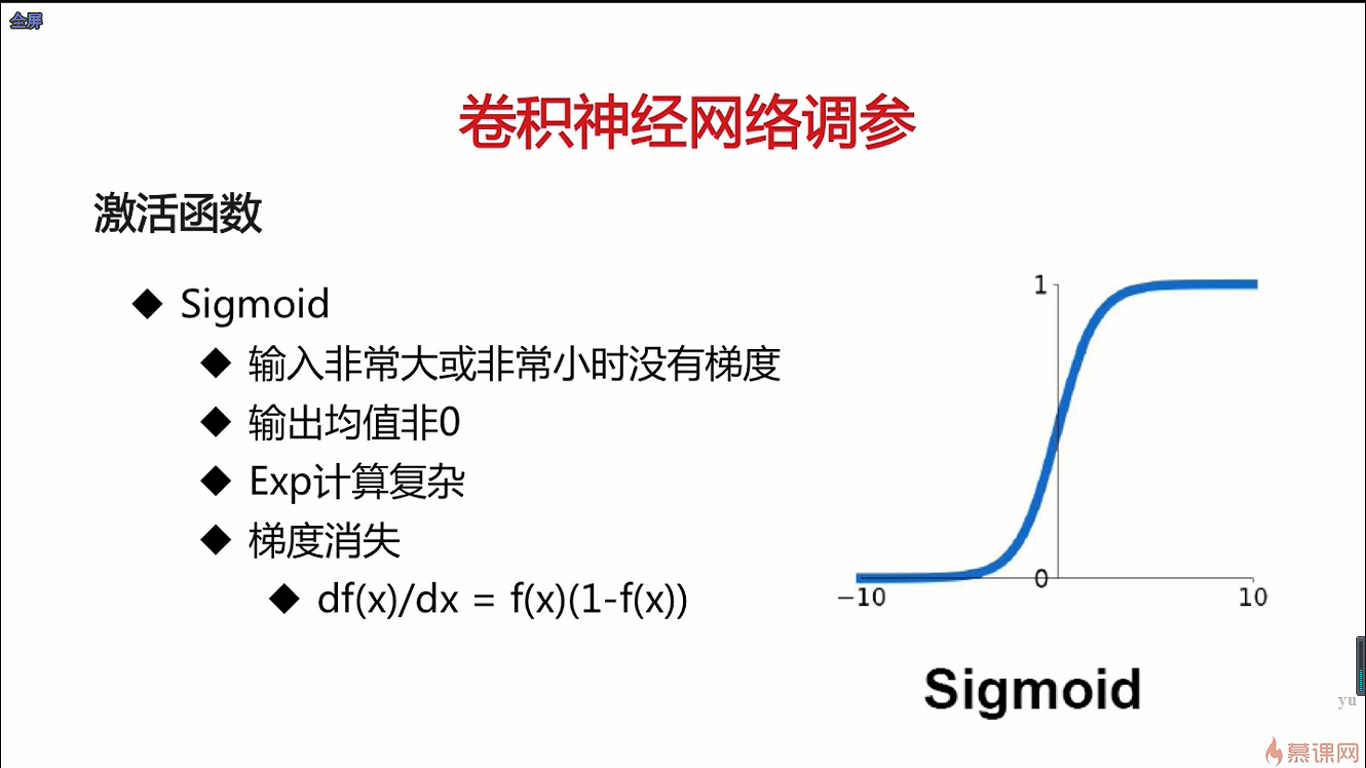 全屏
卷积神经网络调参
激活函数
◆ Sigmoid
◆ 输入非常大或非常小时没有梯度
◆ 输出均值非0
◆ Exp计算复杂
◆ 梯度消失
◆ df(x)/dx = f(x)(1-f(x))
1
0
−10
10
Sigmoid
yu
慕课网